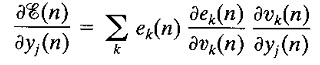 ∂ℰ(n)/∂y_j(n) = Σ_k e_k(n) ∂e_k(n)/∂v_k(n) ∂v_k(n)/∂y_j(n)